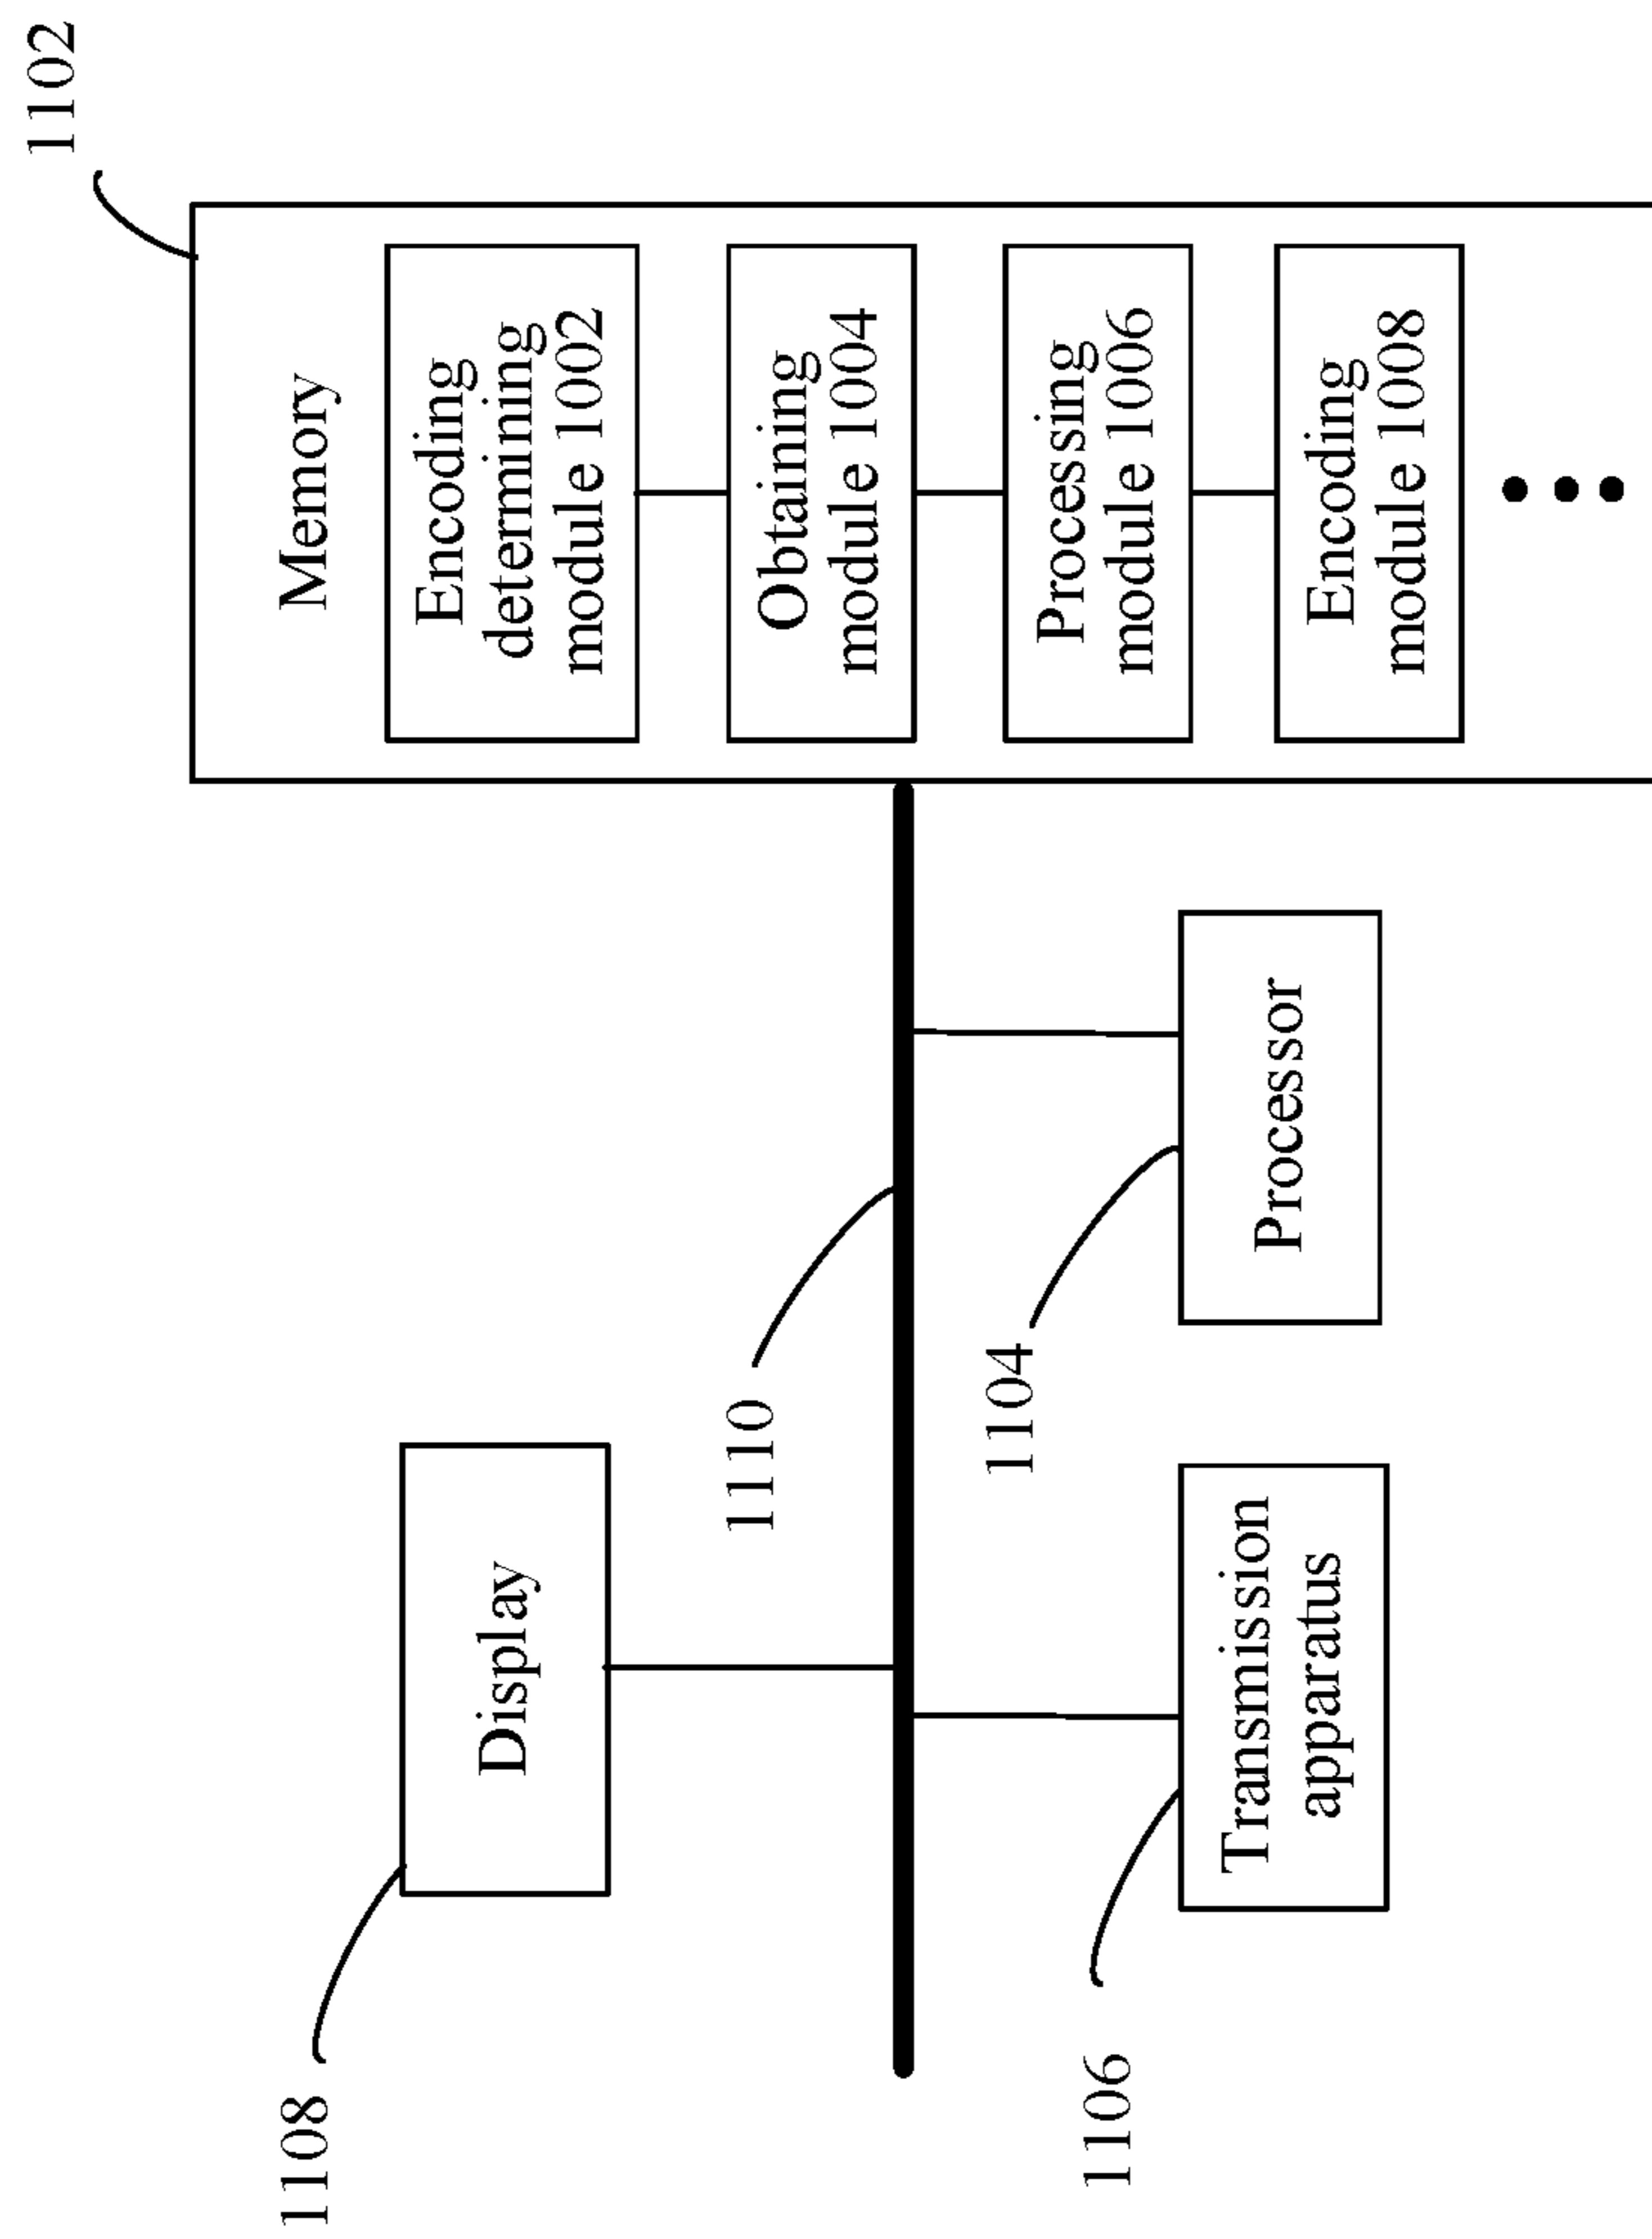 1108
Display
1110
1102
Memory
Encoding
determining
module 1002
Obtaining
module 1004
Processing
module 1006
Encoding
module 1008
1106
Transmission
apparatus
1104
Processor